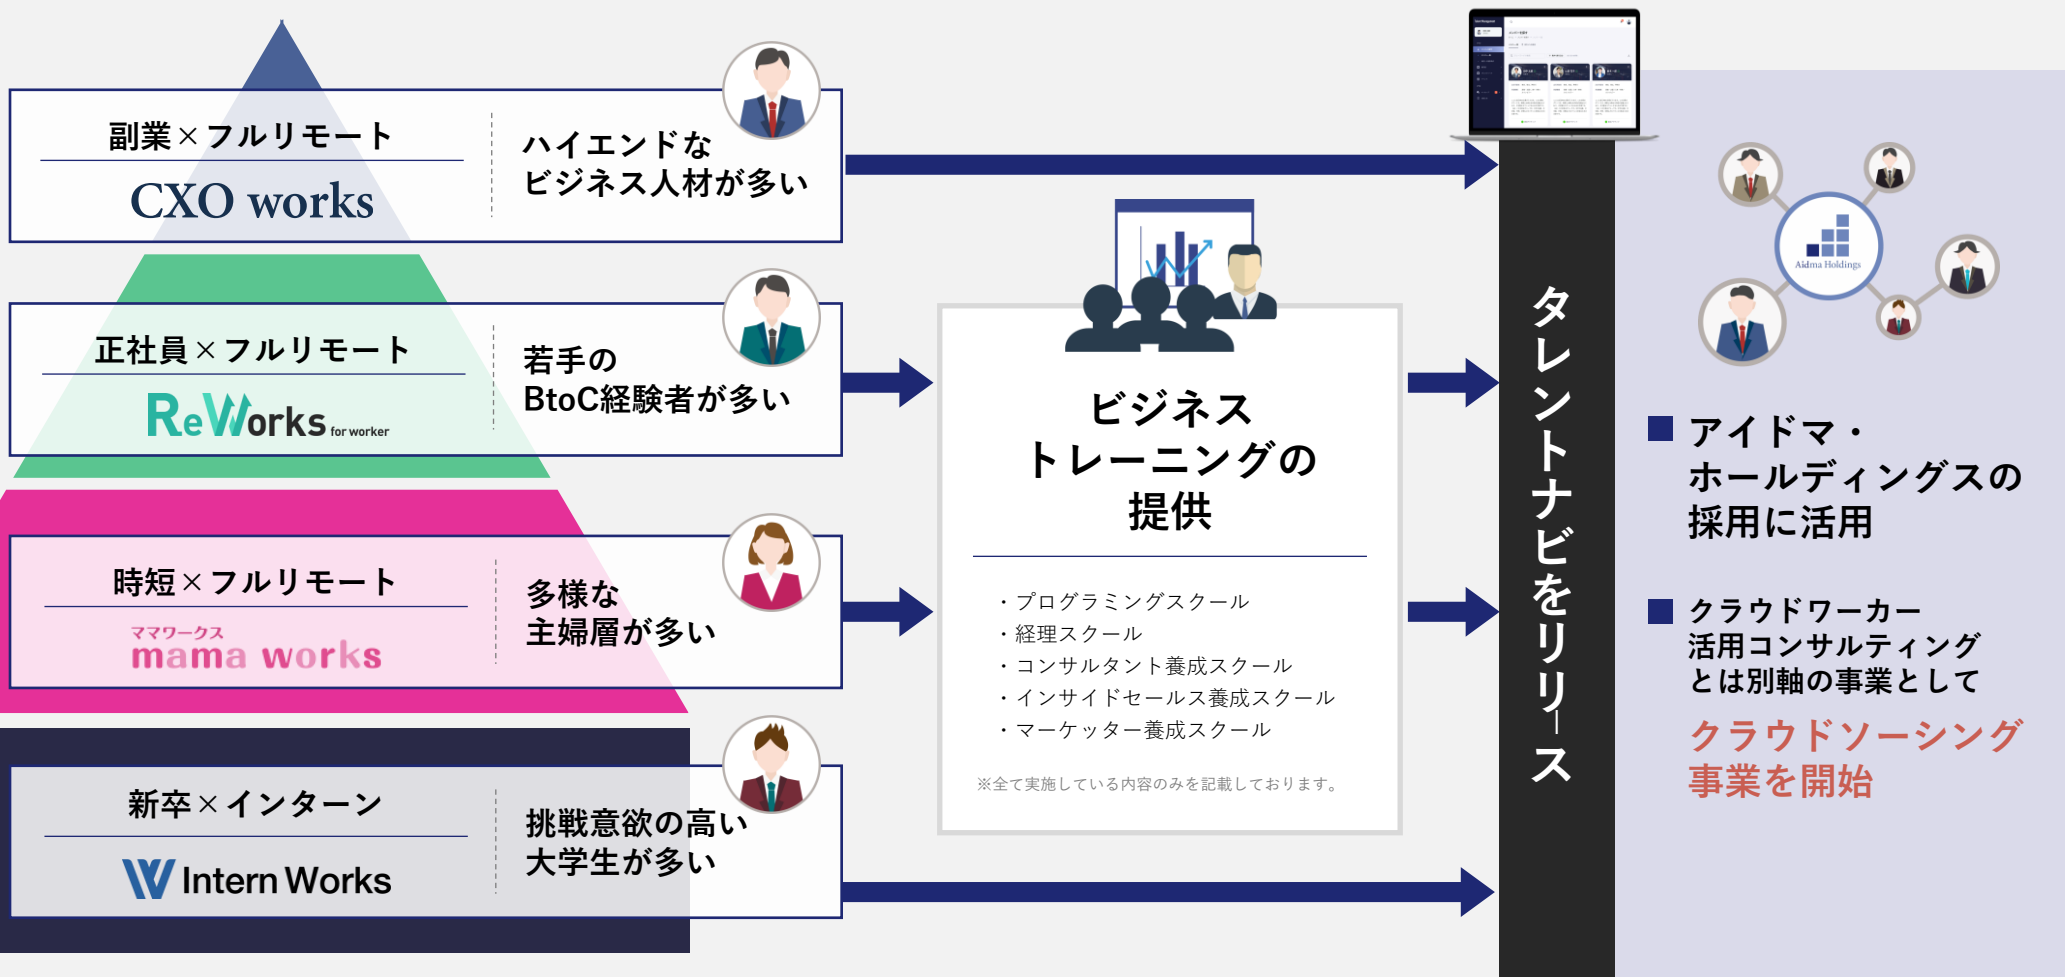 副業×フルリモート
CXO works
ハイエンドな
ビジネス人材が多い
正社員×フルリモート
ReWorks for worker
若手の
BtoC経験者が多い
時短×フルリモート
ママワークス
mama works
多様な
主婦層が多い
新卒×インターン
Intern Works
挑戦意欲の高い
大学生が多い
ビジネス
トレーニングの
提供
・プログラミングスクール
・経理スクール
・コンサルタント養成スクール
・インサイドセールス養成スクール
・マーケッター養成スクール
※全て実施している内容のみを記載しております。
タレントナビをリリース
Aidma Holdings
アイドマ・
ホールディングスの
採用に活用
クラウドワーカー
活用コンサルティング
とは別軸の事業として
クラウドソーシング
事業を開始